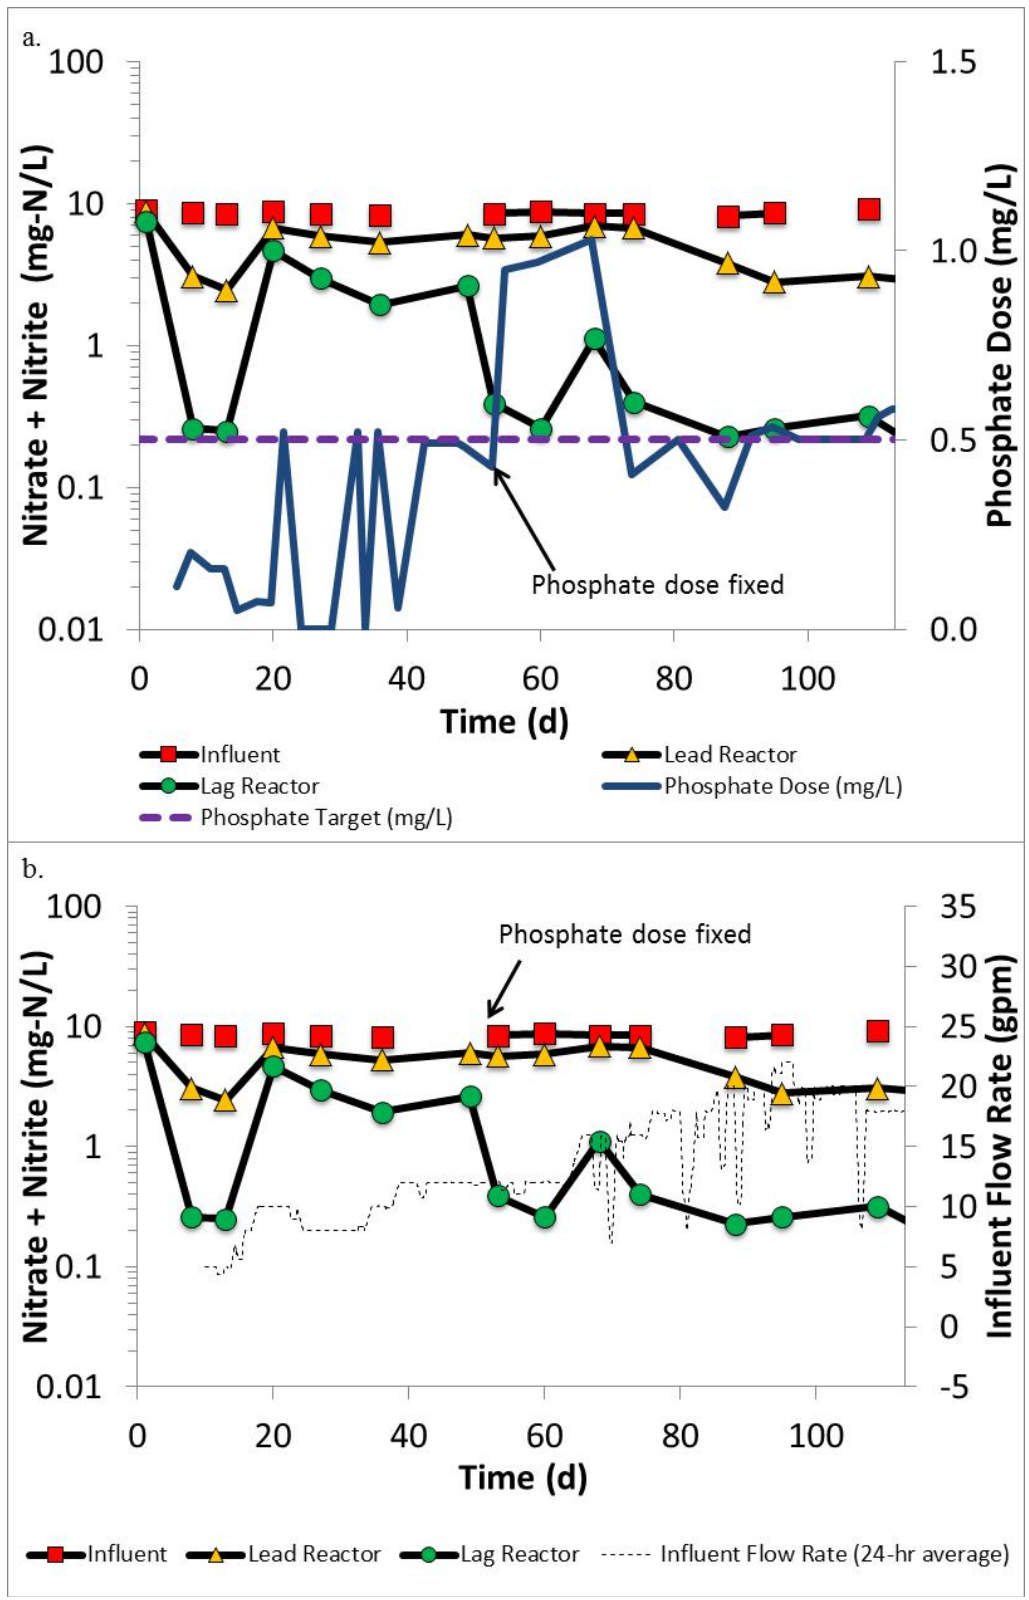 a.
Nitrate + Nitrite (mg-N/L)
100
10
1
0.1
0.01
1.5
1.0
0.5
0.0
Phosphate Dose (mg/L)
Phosphate dose fixed
0 20 40 60 80 100
Time (d)
Influent Lead Reactor
Lag Reactor Phosphate Dose (mg/L)
Phosphate Target (mg/L)
b.
Nitrate + Nitrite (mg-N/L)
100
10
1
0.1
0.01
Phosphate dose fixed
35
30
25
20
15
10
5
0
-5
Influent Flow Rate (gpm)
0 20 40 60 80 100
Time (d)
Influent Lead Reactor Lag Reactor Influent Flow Rate (24-hr average)